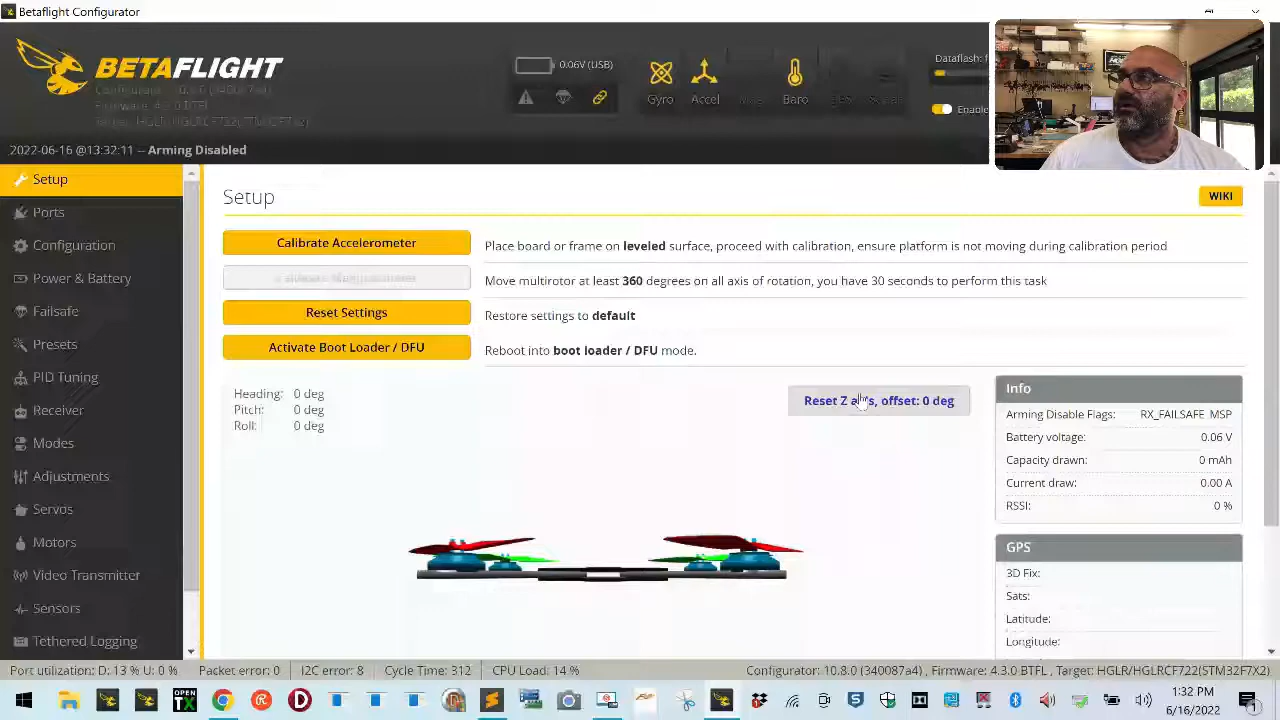 Betaflight Configurator
BETAFLIGHT
0.06V (USB)
Gyro
Accel
Baro
Dataflash: f
Enable
2022-06-16 @13:32:11 -- Arming Disabled
Setup
Ports
Configuration
Power & Battery
Failsafe
Presets
PID Tuning
Receiver
Modes
Adjustments
Servos
Motors
Video Transmitter
Sensors
Tethered Logging
Setup
WIKI
Calibrate Accelerometer
Place board or frame on leveled surface, proceed with calibration, ensure platform is not moving during calibration period
Move multirotor at least 360 degrees on all axis of rotation, you have 30 seconds to perform this task
Reset Settings
Restore settings to default
Activate Boot Loader / DFU
Reboot into boot loader / DFU mode.
Heading: 0 deg
Pitch: 0 deg
Roll: 0 deg
Reset Z axis, offset: 0 deg
Info
Arming Disable Flags: RX_FAILSAFE MSP
Battery voltage: 0.06 V
Capacity drawn: 0 mAh
Current draw: 0.00 A
RSSI: 0 %
GPS
3D Fix:
Sats:
Latitude:
Longitude:
Port utilization: D: 13 % U: 0 %
Packet error: 0
I2C error: 8
Cycle Time: 312
CPU Load: 14 %
Configurator: 10.8.0 (340087a4), Firmware: 4.3.0 BTFL , Target: HGLR/HGLRCF722(STM32F7X2)
OPEN
TX
1:32 PM
6/16/2022